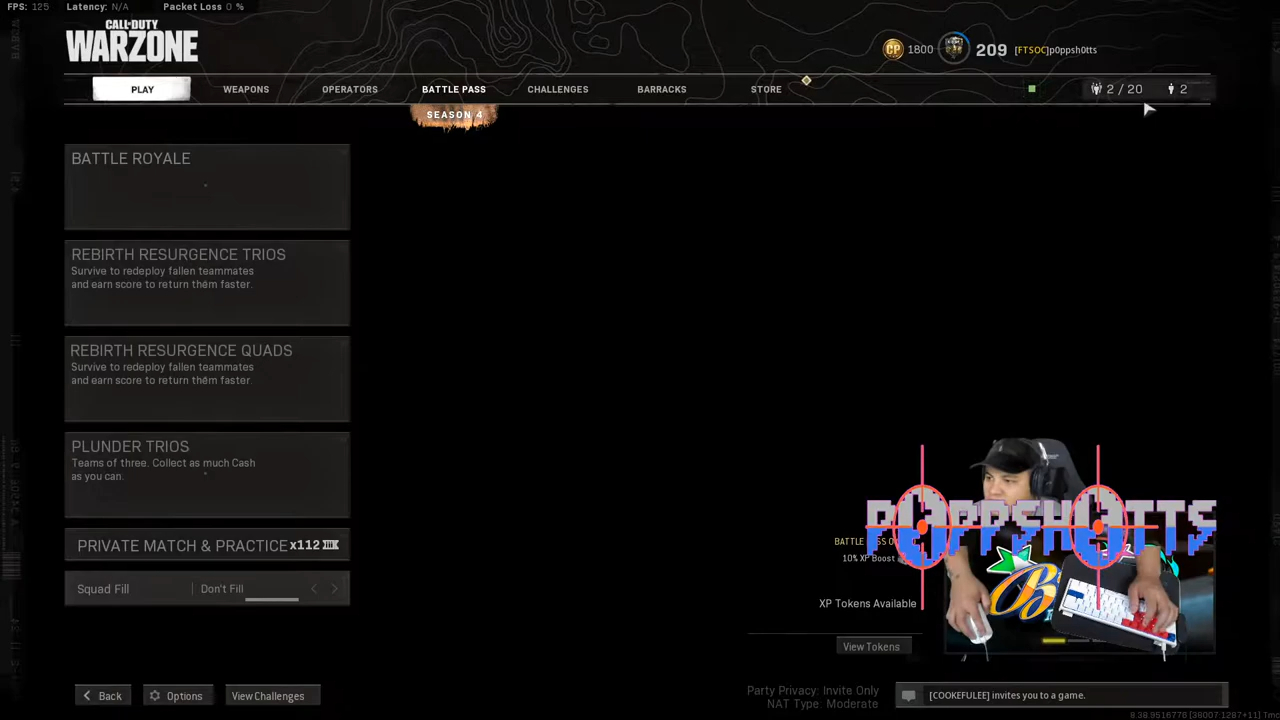 FPS: 125 Latency: N/A Packet Loss 0 %
CALL OF DUTY
WARZONE
CP 1800 209 [FTSOC]p0ppsh0tts
PLAY WEAPONS OPERATORS BATTLE PASS CHALLENGES BARRACKS STORE 2 / 20 2
SEASON 4
BATTLE ROYALE
REBIRTH RESURGENCE TRIOS
Survive to redeploy fallen teammates
and earn score to return them faster.
REBIRTH RESURGENCE QUADS
Survive to redeploy fallen teammates
and earn score to return them faster.
PLUNDER TRIOS
Teams of three. Collect as much Cash
as you can.
PRIVATE MATCH & PRACTICE x112
Squad Fill Don't Fill
P0PPSH0TTS
BATTLE
10% XP Boost
XP Tokens Available
View Tokens
Back Options View Challenges
Party Privacy: Invite Only
NAT Type: Moderate
[COOKEFULEE] invites you to a game.